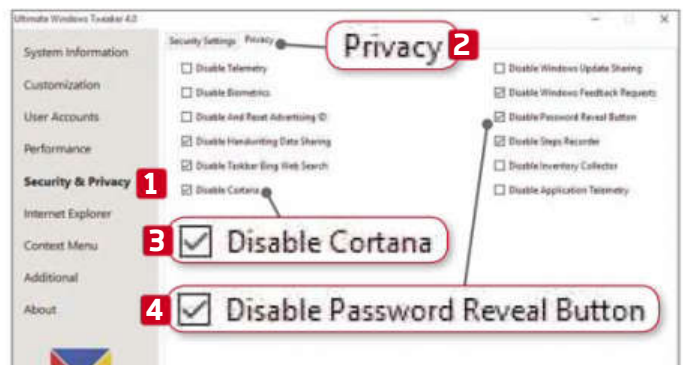 Ultimate Windows Tweaker 4.0
System Information
Customization
User Accounts
Performance
Security & Privacy
1
Internet Explorer
Context Menu
Additional
About
Security Settings
Privacy
Privacy
2
Disable Telemetry
Disable Biometrics
Disable And Reset Advertising ID
Disable Handwriting Data Sharing
Disable Taskbar Bing Web Search
Disable Cortana
Disable Windows Update Sharing
Disable Windows Feedback Requests
Disable Password Reveal Button
Disable Steps Recorder
Disable Inventory Collector
Disable Application Telemetry
3
Disable Cortana
4
Disable Password Reveal Button